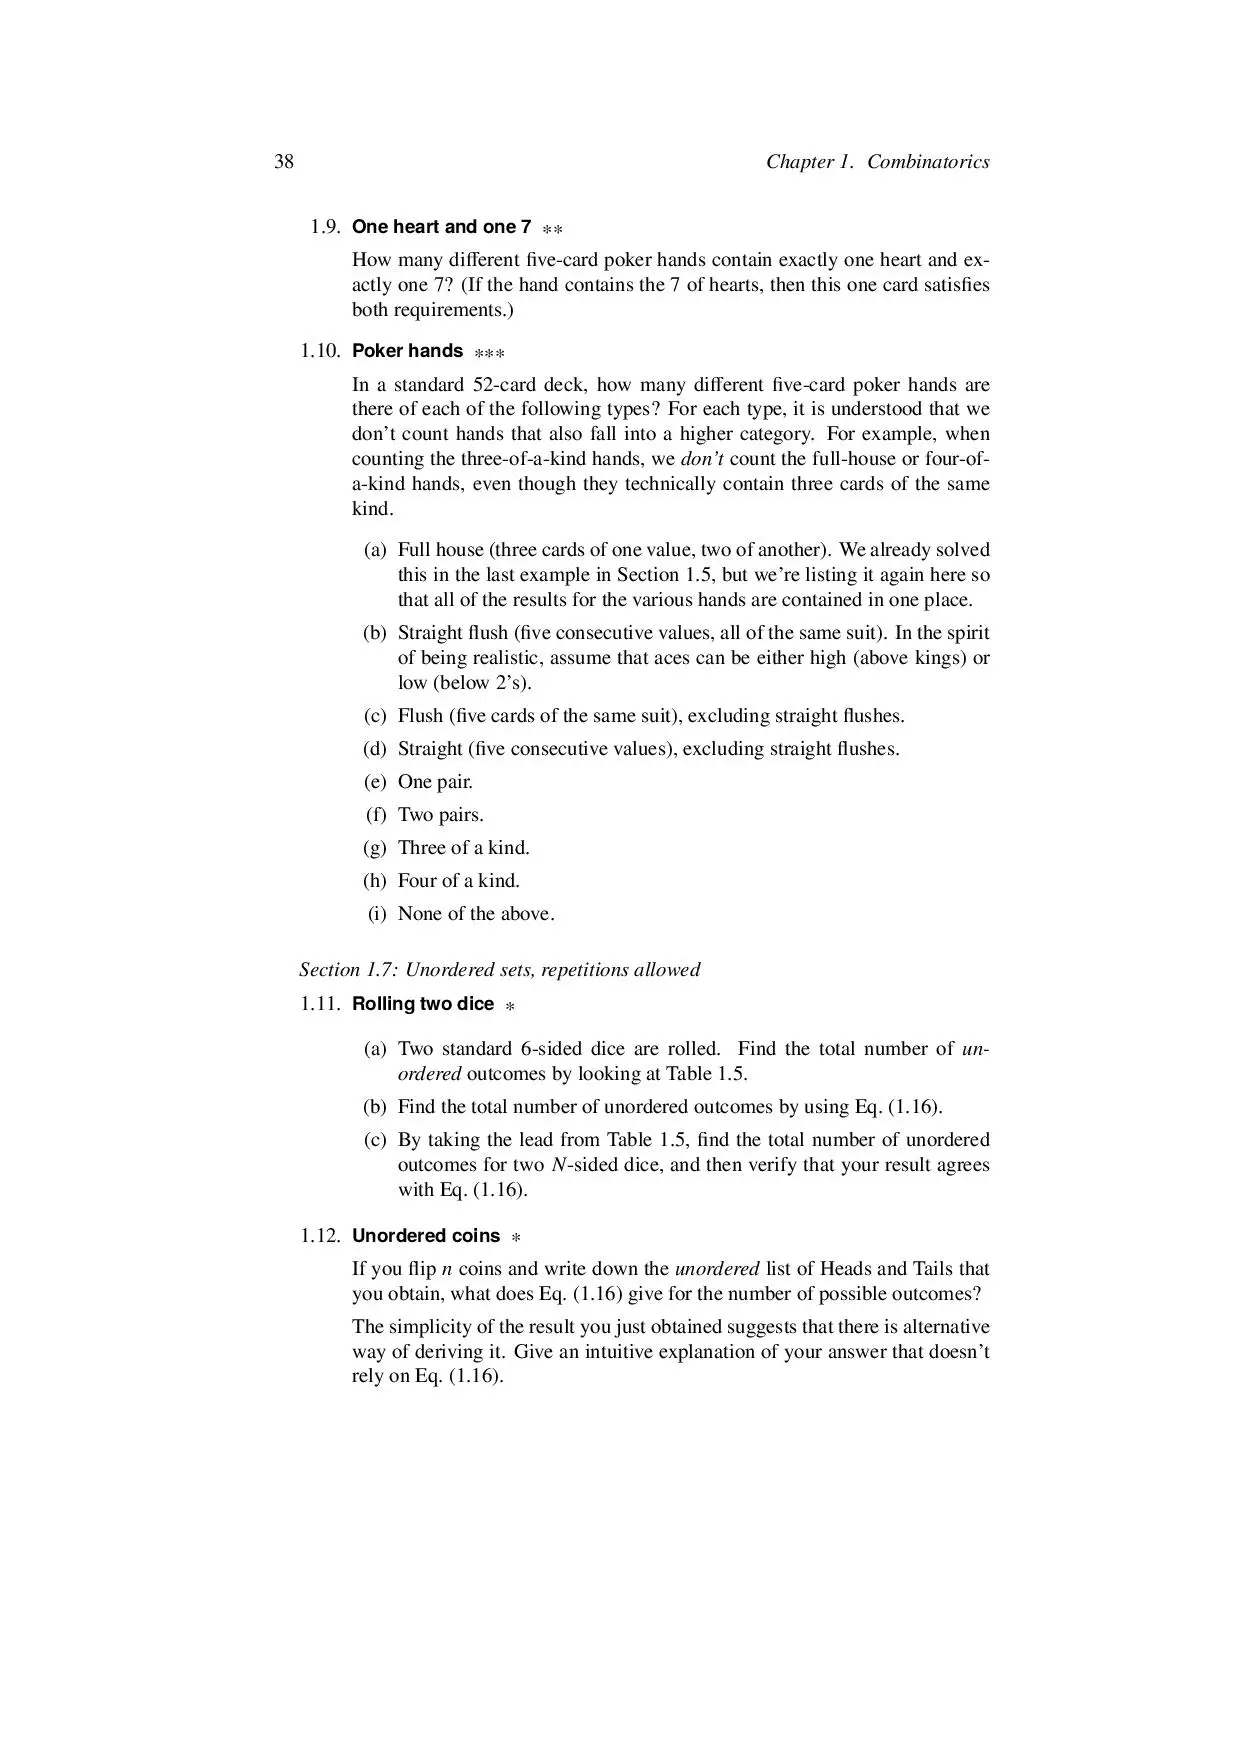 38 Chapter 1. Combinatorics
1.9. One heart and one 7 ∗∗
How many different five-card poker hands contain exactly one heart and ex-
actly one 7? (If the hand contains the 7 of hearts, then this one card satisfies
both requirements.)
1.10. Poker hands ∗∗∗
In a standard 52-card deck, how many different five-card poker hands are
there of each of the following types? For each type, it is understood that we
don't count hands that also fall into a higher category. For example, when
counting the three-of-a-kind hands, we don't count the full-house or four-of-
a-kind hands, even though they technically contain three cards of the same
kind.
(a) Full house (three cards of one value, two of another). We already solved
this in the last example in Section 1.5, but we're listing it again here so
that all of the results for the various hands are contained in one place.
(b) Straight flush (five consecutive values, all of the same suit). In the spirit
of being realistic, assume that aces can be either high (above kings) or
low (below 2's).
(c) Flush (five cards of the same suit), excluding straight flushes.
(d) Straight (five consecutive values), excluding straight flushes.
(e) One pair.
(f) Two pairs.
(g) Three of a kind.
(h) Four of a kind.
(i) None of the above.
Section 1.7: Unordered sets, repetitions allowed
1.11. Rolling two dice ∗
(a) Two standard 6-sided dice are rolled. Find the total number of un-
ordered outcomes by looking at Table 1.5.
(b) Find the total number of unordered outcomes by using Eq. (1.16).
(c) By taking the lead from Table 1.5, find the total number of unordered
outcomes for two N-sided dice, and then verify that your result agrees
with Eq. (1.16).
1.12. Unordered coins ∗
If you flip n coins and write down the unordered list of Heads and Tails that
you obtain, what does Eq. (1.16) give for the number of possible outcomes?
The simplicity of the result you just obtained suggests that there is alternative
way of deriving it. Give an intuitive explanation of your answer that doesn't
rely on Eq. (1.16).